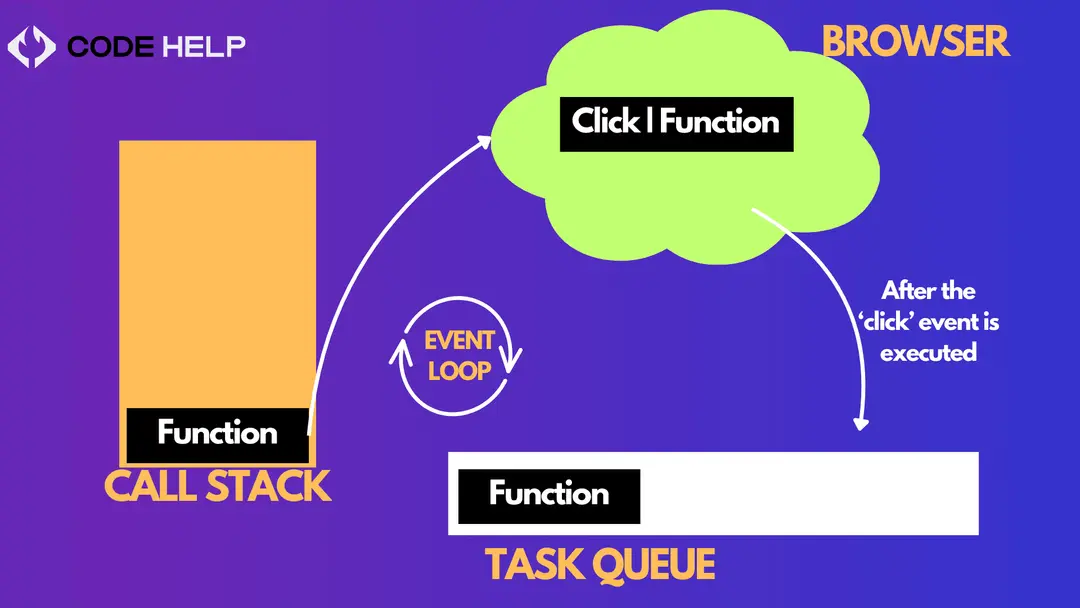 CODE HELP
BROWSER
Click | Function
After the
‘click’ event is
executed
EVENT
LOOP
Function
CALL STACK
Function
TASK QUEUE